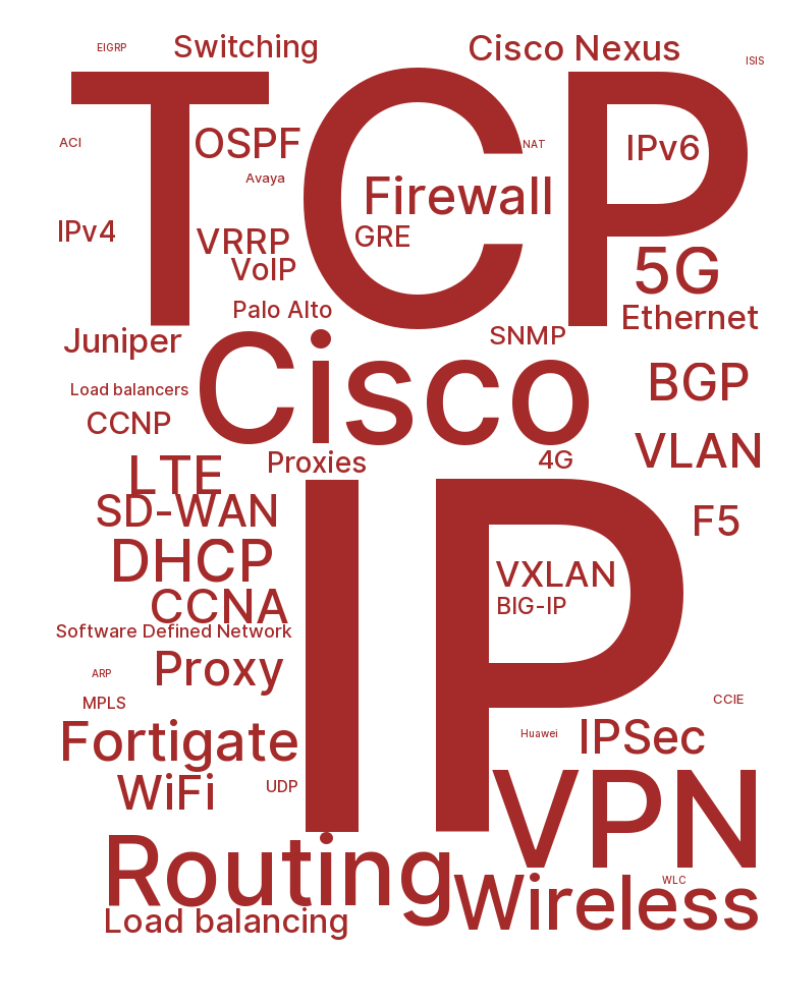 EIGRP
Switching
Cisco Nexus
ISIS
TCP
ACI
OSPF
NAT
IPv6
Avaya
Firewall
IPv4
VRRP
GRE
VoIP
5G
Palo Alto
Ethernet
Juniper
SNMP
Cisco
Load balancers
BGP
CCNP
VLAN
Proxies
4G
LTE
SD-WAN
F5
IP
DHCP
VXLAN
CCNA
BIG-IP
Software Defined Network
Proxy
ARP
MPLS
CCIE
Fortigate
Huawei
IPSec
WiFi
UDP
VPN
Routing
WLC
Wireless
Load balancing